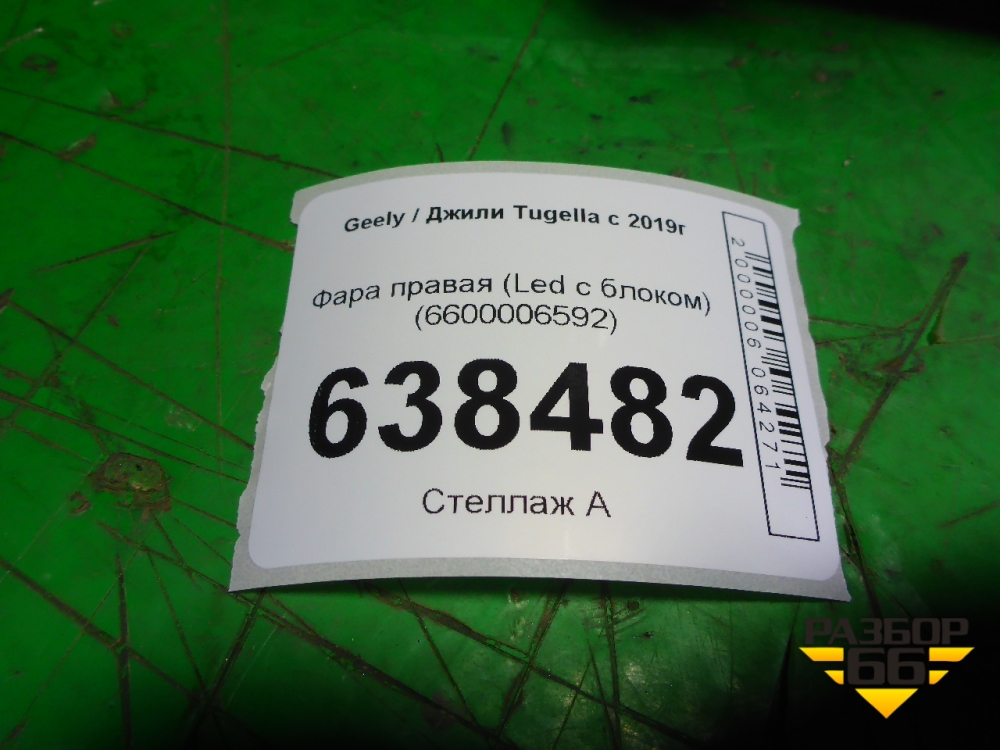 Geely / Джили Tugella с 2019г
Фара правая (Led с блоком)
(6600006592)
638482
Стеллаж А
2000006064271
РАЗБОР
66